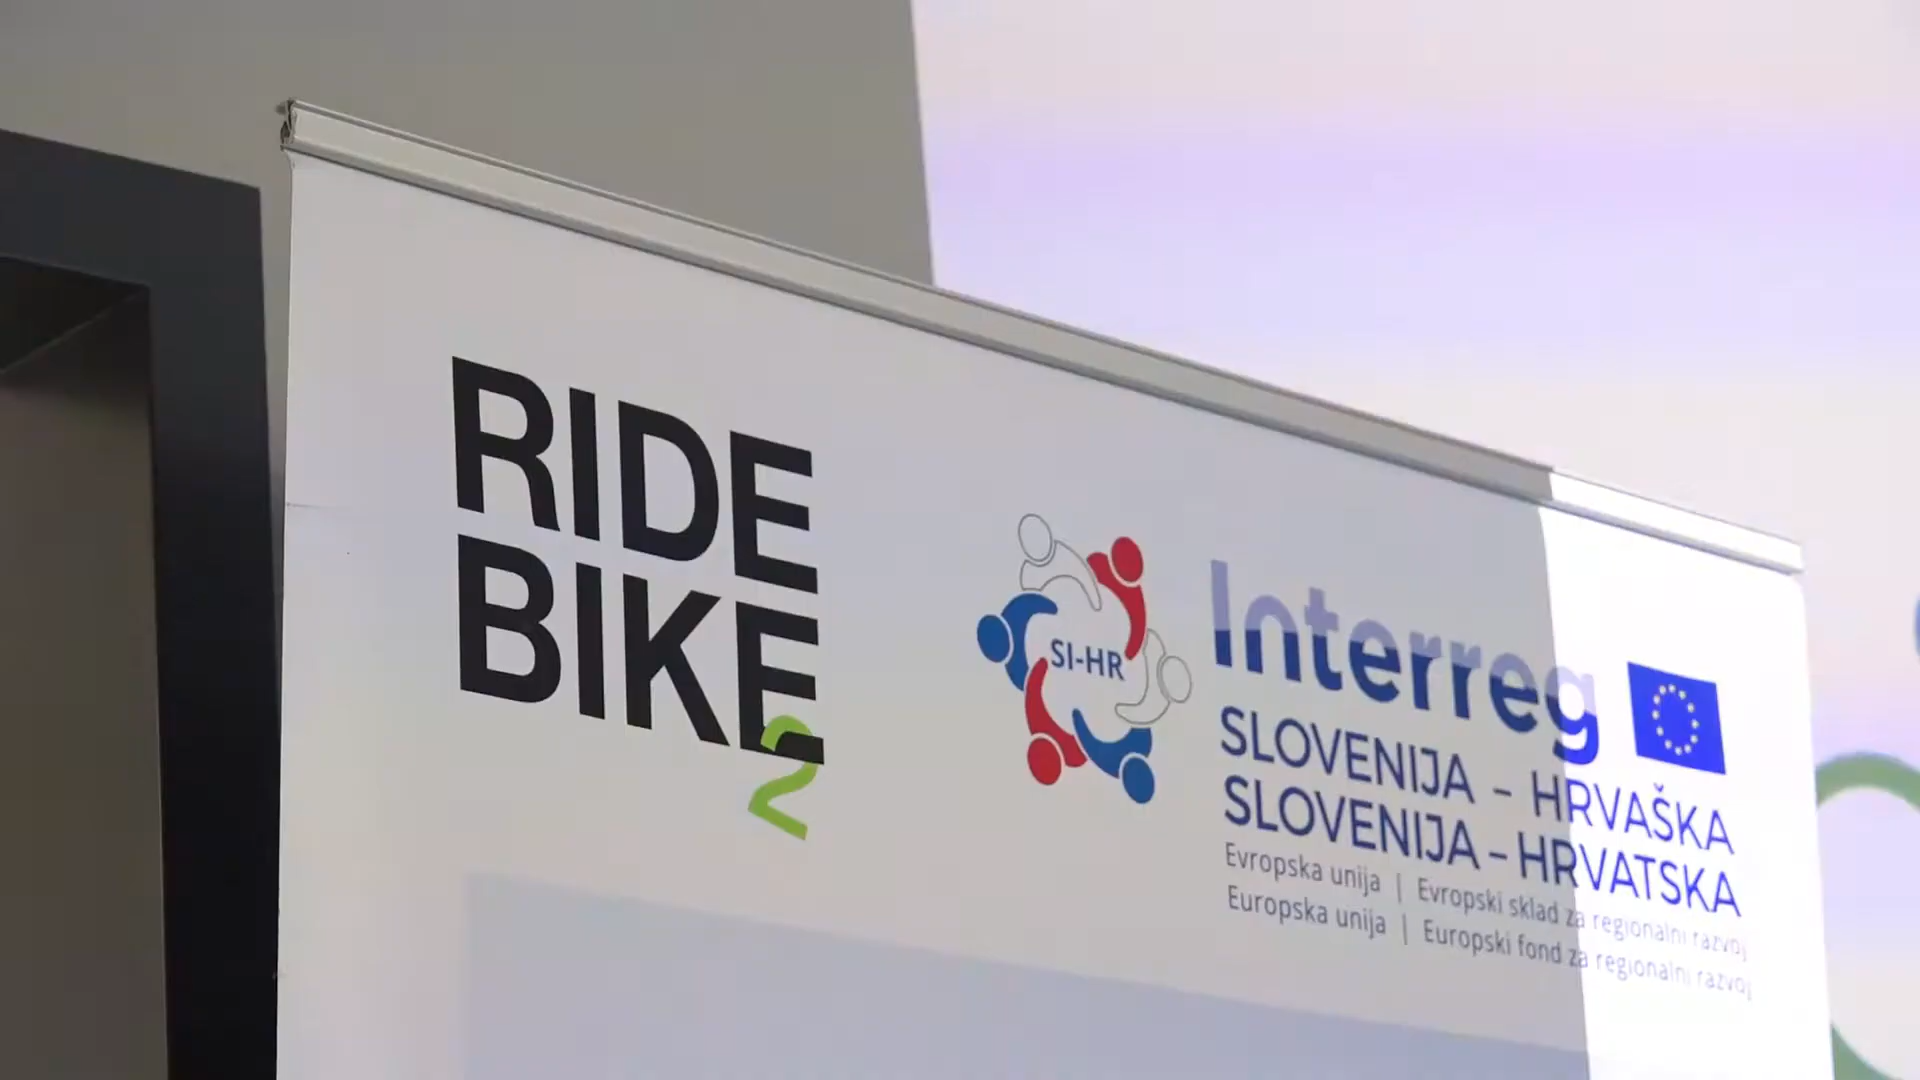 RIDE
BIKE
2
SI-HR
Interreg
SLOVENIJA – HRVAŠKA
SLOVENIJA – HRVATSKA
Evropska unija | Evropski sklad za regionalni razvoj
Europska unija | Europski fond za regionalni razvoj